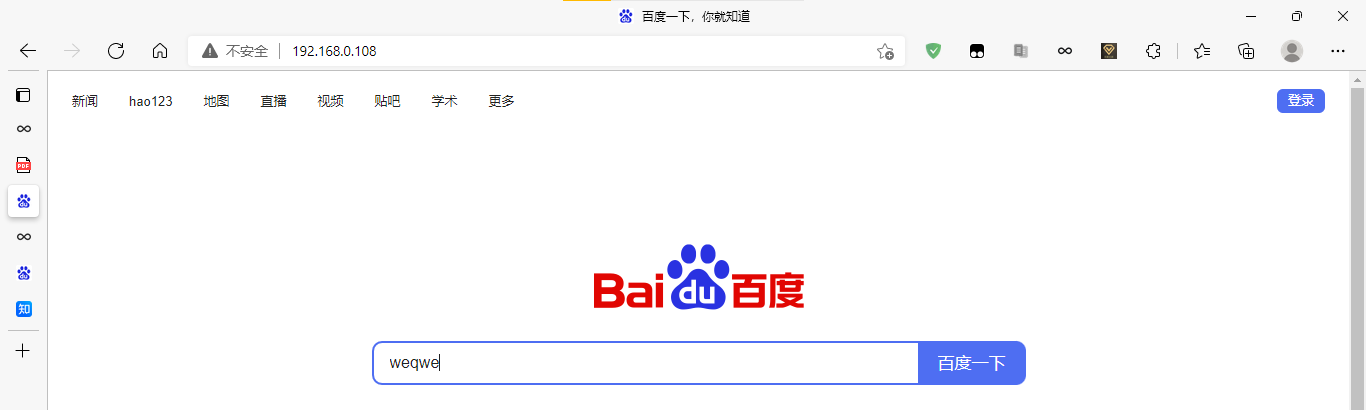 百度一下，你就知道
不安全 192.168.0.108
新闻 hao123 地图 直播 视频 贴吧 学术 更多 登录
PDF
知
Bai du 百度
weqwe 百度一下